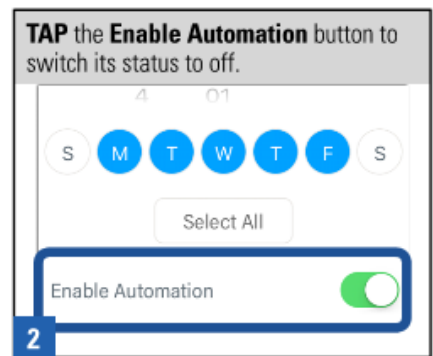 TAP the Enable Automation button to
switch its status to off.
4 01
S M T W T F S
Select All
Enable Automation
2